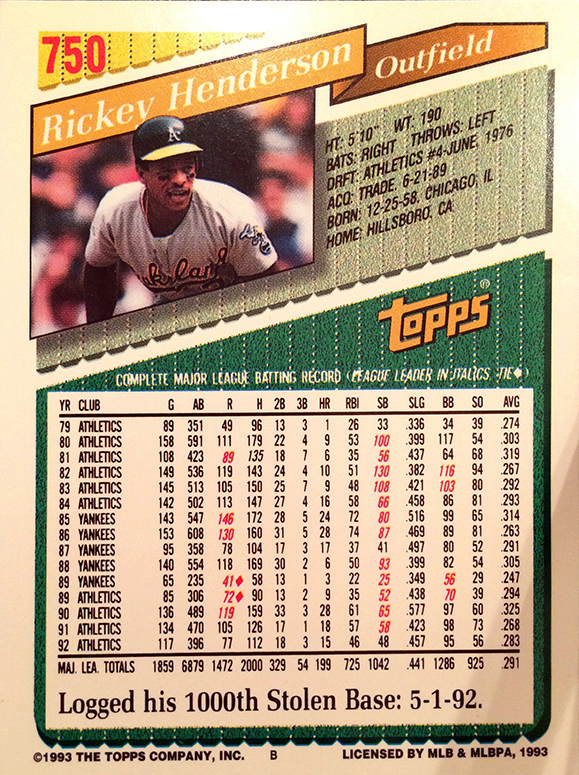 750
Rickey Henderson
Outfield
HT: 5'10" WT: 190
BATS: RIGHT THROWS: LEFT
DRFT: ATHLETICS #4-JUNE, 1976
ACQ: TRADE, 6-21-89
BORN: 12-25-58, CHICAGO, IL
HOME: HILLSBORO, CA
A
Oakland
TOPPS®
COMPLETE MAJOR LEAGUE BATTING RECORD (LEAGUE LEADER IN ITALICS, TIE♦)
YR CLUB G AB R H 2B 3B HR RBI SB SLG BB SO AVG
79 ATHLETICS 89 351 49 96 13 3 1 26 33 .336 34 39 .274
80 ATHLETICS 158 591 111 179 22 4 9 53 100 .399 117 54 .303
81 ATHLETICS 108 423 89 135 18 7 6 35 56 .437 64 68 .319
82 ATHLETICS 149 536 119 143 24 4 10 51 130 .382 116 94 .267
83 ATHLETICS 145 513 105 150 25 7 9 48 108 .421 103 80 .292
84 ATHLETICS 142 502 113 147 27 4 16 58 66 .458 86 81 .293
85 YANKEES 143 547 146 172 28 5 24 72 80 .516 99 65 .314
86 YANKEES 153 608 130 160 31 5 28 74 87 .469 89 81 .263
87 YANKEES 95 358 78 104 17 3 17 37 41 .497 80 52 .291
88 YANKEES 140 554 118 169 30 2 6 50 93 .399 82 54 .305
89 YANKEES 65 235 41♦ 58 13 1 3 22 25 .349 56 29 .247
89 ATHLETICS 85 306 72♦ 90 13 2 9 35 52 .438 70 39 .294
90 ATHLETICS 136 489 119 159 33 3 28 61 65 .577 97 60 .325
91 ATHLETICS 134 470 105 126 17 1 18 57 58 .423 98 73 .268
92 ATHLETICS 117 396 77 112 18 3 15 46 48 .457 95 56 .283
MAJ. LEA. TOTALS 1859 6879 1472 2000 329 54 199 725 1042 .441 1286 925 .291
Logged his 1000th Stolen Base: 5-1-92.
©1993 THE TOPPS COMPANY, INC. B LICENSED BY MLB & MLBPA, 1993